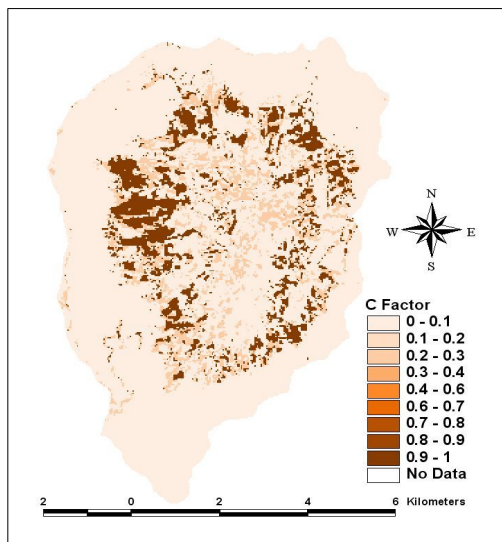 N
W E
S
C Factor
0 - 0.1
0.1 - 0.2
0.2 - 0.3
0.3 - 0.4
0.4 - 0.6
0.6 - 0.7
0.7 - 0.8
0.8 - 0.9
0.9 - 1
No Data
2 0 2 4 6 Kilometers